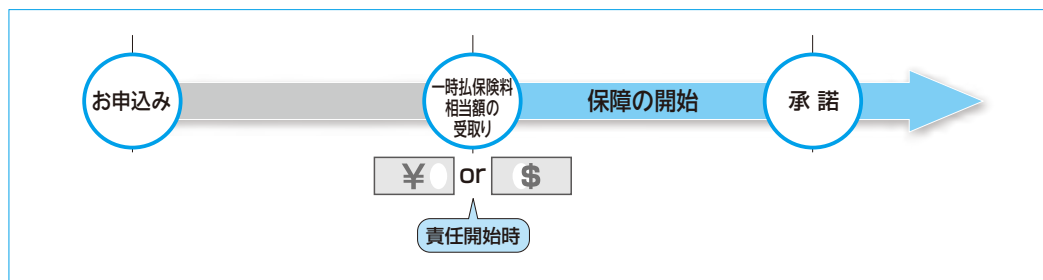 お申込み
一時払保険料
相当額の
受取り
保障の開始
承諾
¥ or $
責任開始時